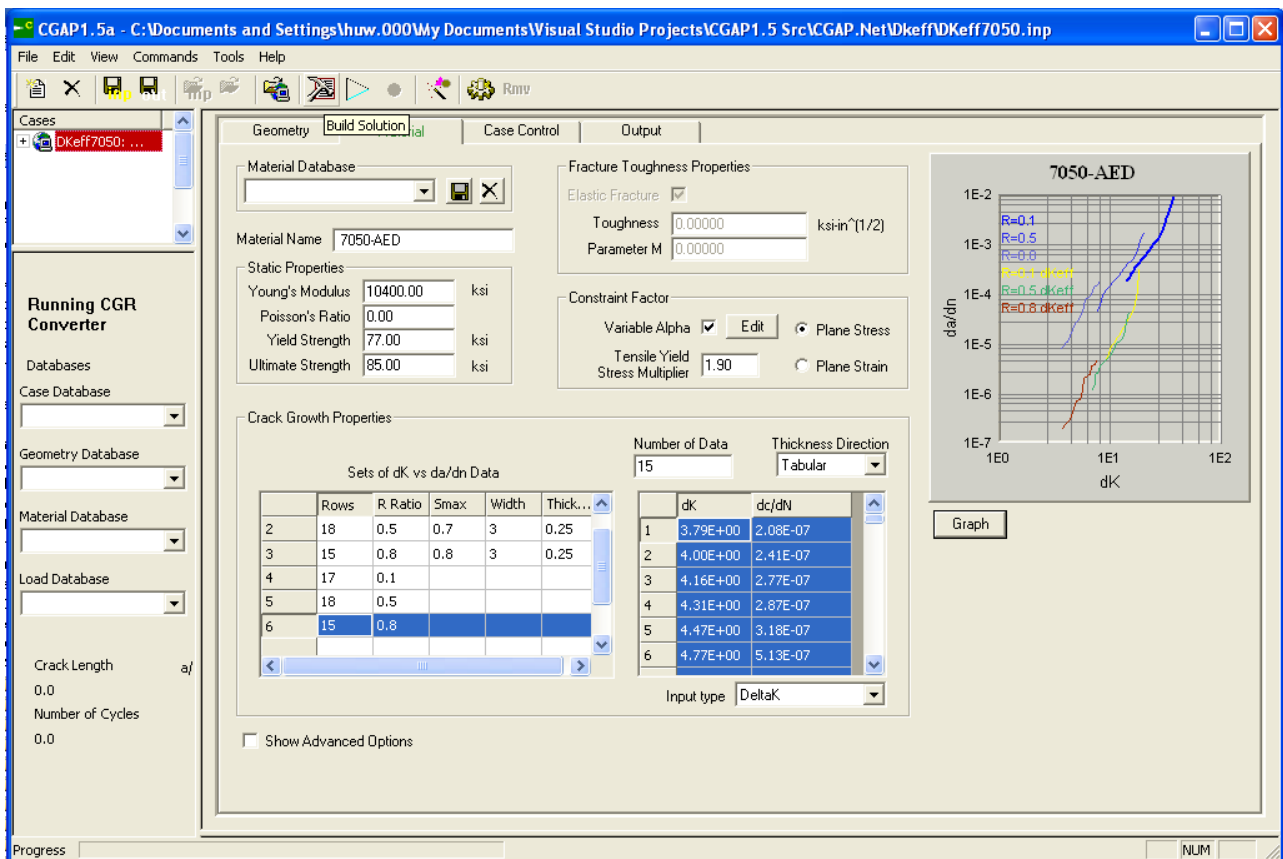 CGAP1.5a - C:\Documents and Settings\huw.000\My Documents\Visual Studio Projects\CGAP1.5 Src\CGAP.Net\Dkeff\DKeff7050.inp
File Edit View Commands Tools Help
Rmv
Cases
DKeff7050: ...
Running CGR
Converter
Databases
Case Database
Geometry Database
Material Database
Load Database
Crack Length a/
0.0
Number of Cycles
0.0
Geometry Build Solution Case Control Output
Material Database
Material Name 7050-AED
Static Properties
Young's Modulus 10400.00 ksi
Poisson's Ratio 0.00
Yield Strength 77.00 ksi
Ultimate Strength 85.00 ksi
Fracture Toughness Properties
Elastic Fracture
Toughness 0.00000 ksi-in^(1/2)
Parameter M 0.00000
Constraint Factor
Variable Alpha Edit Plane Stress
Tensile Yield
Stress Multiplier 1.90 Plane Strain
Crack Growth Properties
Sets of dK vs da/dn Data
Rows R Ratio Smax Width Thick...
2 18 0.5 0.7 3 0.25
3 15 0.8 0.8 3 0.25
4 17 0.1
5 18 0.5
6 15 0.8
Number of Data Thickness Direction
15 Tabular
dK dc/dN
1 3.79E+00 2.08E-07
2 4.00E+00 2.41E-07
3 4.16E+00 2.77E-07
4 4.31E+00 2.87E-07
5 4.47E+00 3.18E-07
6 4.77E+00 5.13E-07
Input type DeltaK
Show Advanced Options
7050-AED
1E-2
1E-3
1E-4
1E-5
1E-6
1E-7
da/dn
R=0.1
R=0.5
R=0.8
R=0.1 dKeff
R=0.5 dKeff
R=0.8 dKeff
1E0 1E1 1E2
dK
Graph
Progress NUM